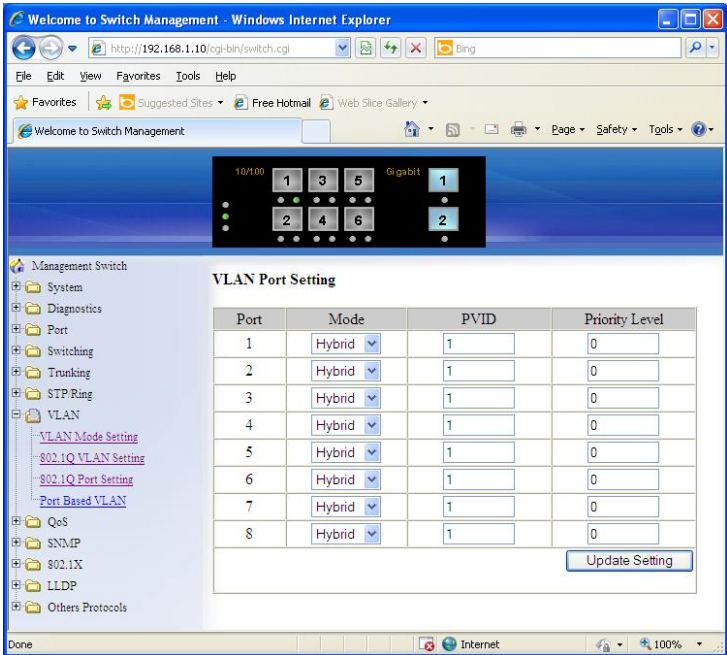 Welcome to Switch Management - Windows Internet Explorer
http://192.168.1.10/cgi-bin/switch.cgi
Bing
File Edit View Favorites Tools Help
Favorites Suggested Sites Free Hotmail Web Slice Gallery
Welcome to Switch Management
Page Safety Tools
10/100 1 3 5 Gigabit 1
2 4 6 2
Management Switch
System
Diagnostics
Port
Switching
Trunking
STP/Ring
VLAN
VLAN Mode Setting
802.1Q VLAN Setting
802.1Q Port Setting
Port Based VLAN
QoS
SNMP
802.1X
LLDP
Others Protocols
VLAN Port Setting
Port Mode PVID Priority Level
1 Hybrid 1 0
2 Hybrid 1 0
3 Hybrid 1 0
4 Hybrid 1 0
5 Hybrid 1 0
6 Hybrid 1 0
7 Hybrid 1 0
8 Hybrid 1 0
Update Setting
Done Internet 100%